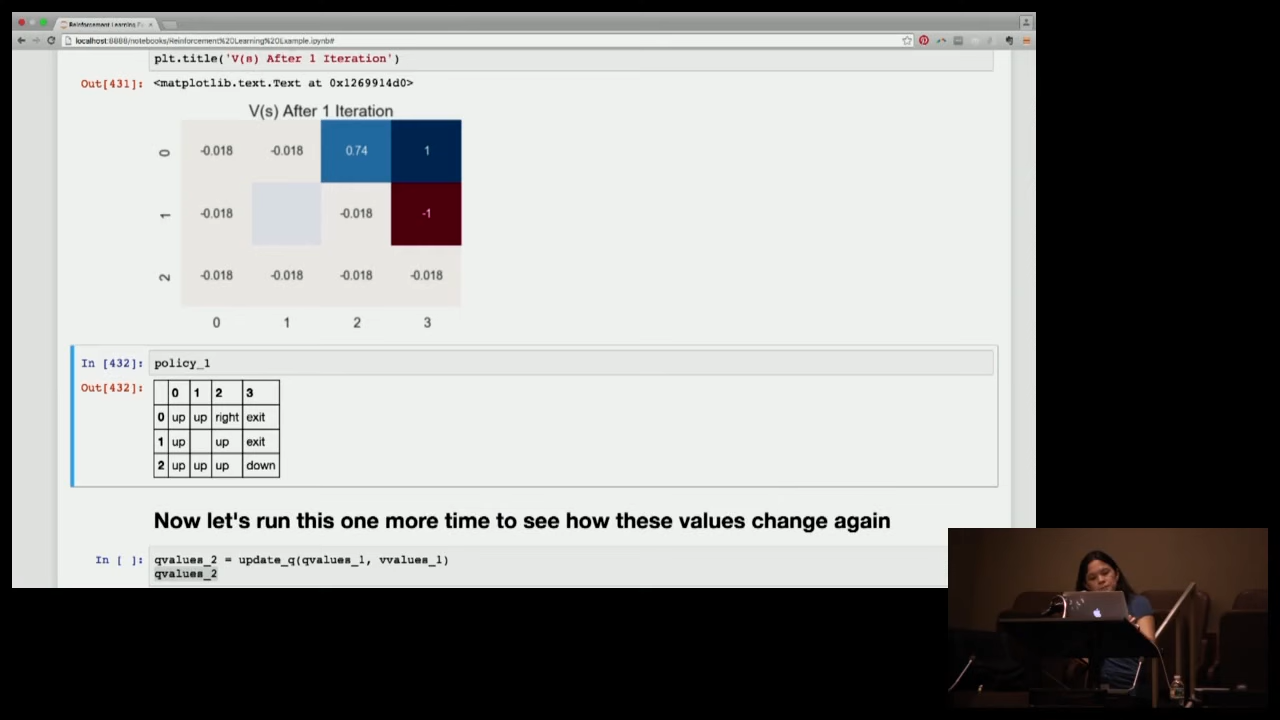 Reinforcement Learning Ex
localhost:8888/notebooks/Reinforcement%20Learning%20Example.ipynb#
plt.title('V(s) After 1 Iteration')
Out[431]: <matplotlib.text.Text at 0x1269914d0>
V(s) After 1 Iteration
0 -0.018 -0.018 0.74 1
1 -0.018 -0.018 -1
2 -0.018 -0.018 -0.018 -0.018
0 1 2 3
In [432]: policy_1
Out[432]: 0 1 2 3
0 up up right exit
1 up up exit
2 up up up down
Now let's run this one more time to see how these values change again
In [ ]: qvalues_2 = update_q(qvalues_1, vvalues_1)
qvalues_2